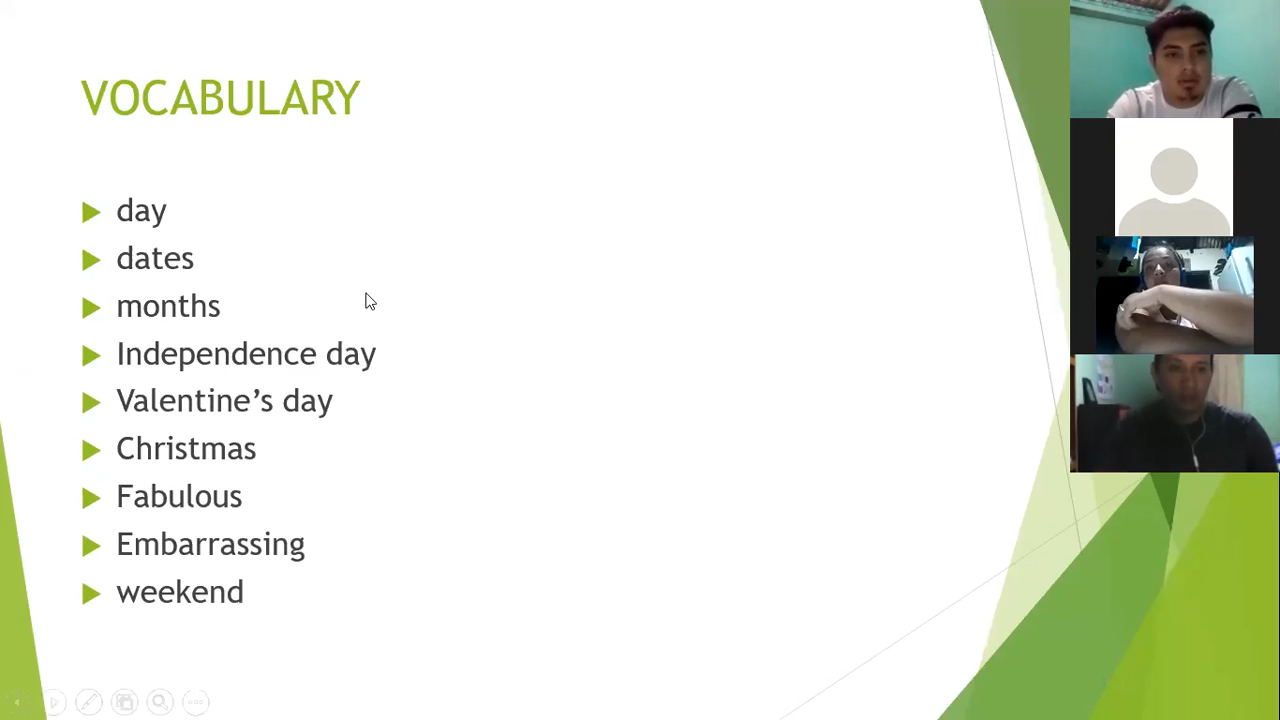 VOCABULARY
day
dates
months
Independence day
Valentine’s day
Christmas
Fabulous
Embarrassing
weekend